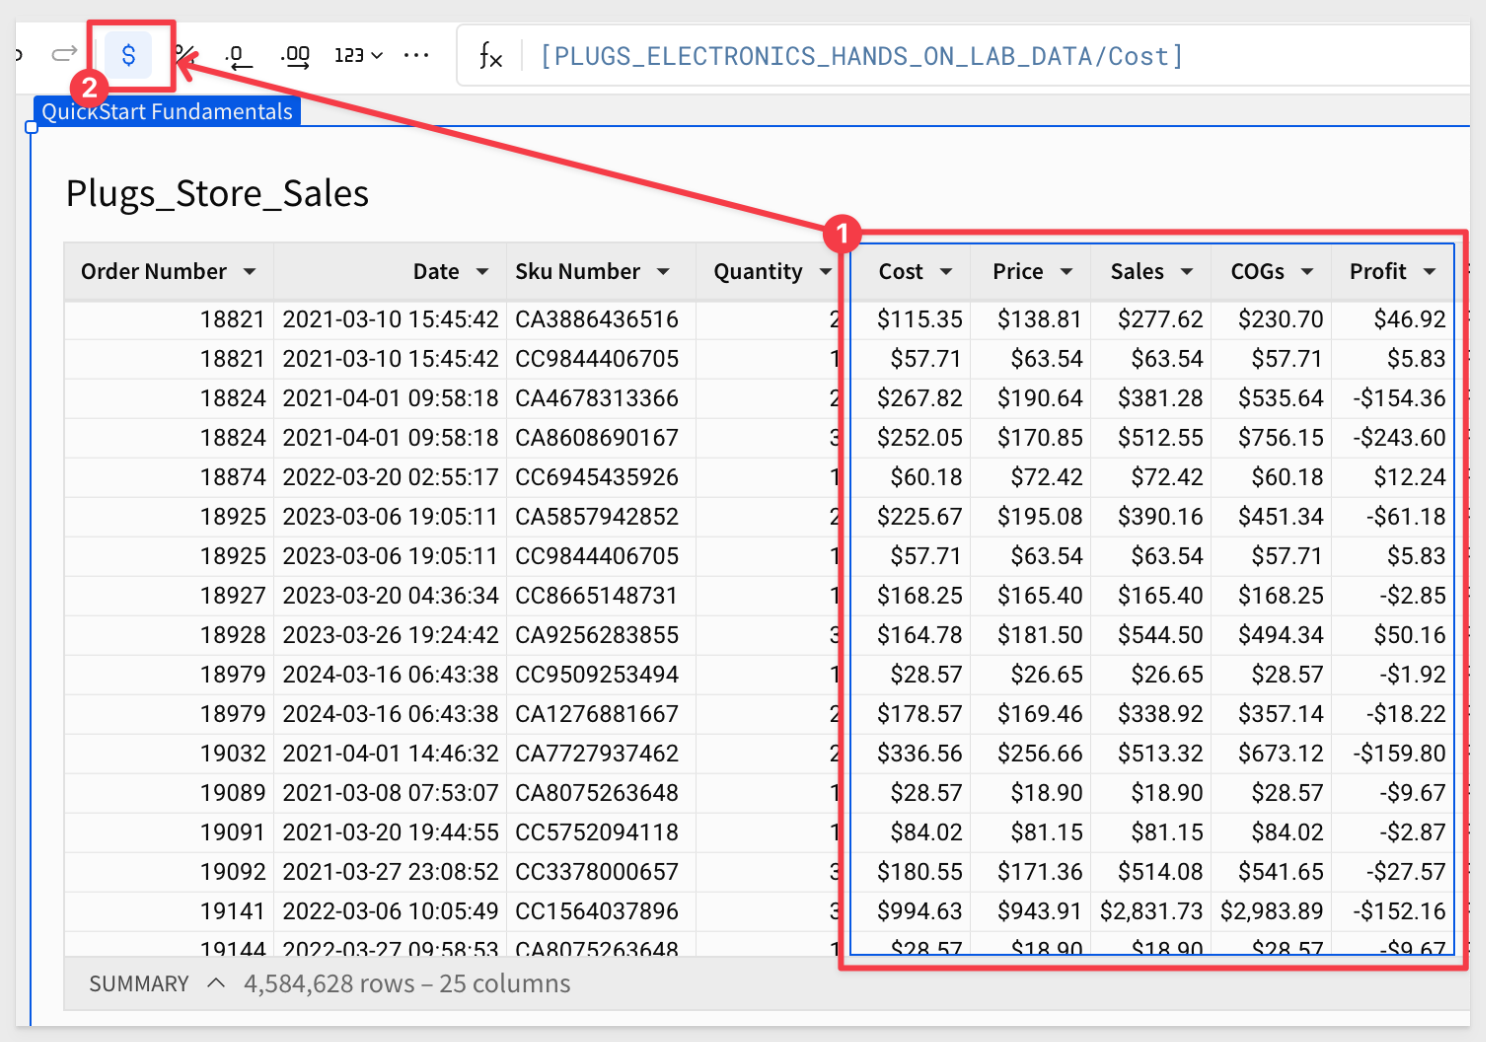 $ % .0 .00 123 ··· fx [PLUGS_ELECTRONICS_HANDS_ON_LAB_DATA/Cost]
2
QuickStart Fundamentals
Plugs_Store_Sales
1
Order Number Date Sku Number Quantity Cost Price Sales COGs Profit
18821 2021-03-10 15:45:42 CA3886436516 2 $115.35 $138.81 $277.62 $230.70 $46.92
18821 2021-03-10 15:45:42 CC9844406705 1 $57.71 $63.54 $63.54 $57.71 $5.83
18824 2021-04-01 09:58:18 CA4678313366 2 $267.82 $190.64 $381.28 $535.64 -$154.36
18824 2021-04-01 09:58:18 CA8608690167 3 $252.05 $170.85 $512.55 $756.15 -$243.60
18874 2022-03-20 02:55:17 CC6945435926 1 $60.18 $72.42 $72.42 $60.18 $12.24
18925 2023-03-06 19:05:11 CA5857942852 2 $225.67 $195.08 $390.16 $451.34 -$61.18
18925 2023-03-06 19:05:11 CC9844406705 1 $57.71 $63.54 $63.54 $57.71 $5.83
18927 2023-03-20 04:36:34 CC8665148731 1 $168.25 $165.40 $165.40 $168.25 -$2.85
18928 2023-03-26 19:24:42 CA9256283855 3 $164.78 $181.50 $544.50 $494.34 $50.16
18979 2024-03-16 06:43:38 CC9509253494 1 $28.57 $26.65 $26.65 $28.57 -$1.92
18979 2024-03-16 06:43:38 CA1276881667 2 $178.57 $169.46 $338.92 $357.14 -$18.22
19032 2021-04-01 14:46:32 CA7727937462 2 $336.56 $256.66 $513.32 $673.12 -$159.80
19089 2021-03-08 07:53:07 CA8075263648 1 $28.57 $18.90 $18.90 $28.57 -$9.67
19091 2021-03-20 19:44:55 CC5752094118 1 $84.02 $81.15 $81.15 $84.02 -$2.87
19092 2021-03-27 23:08:52 CC3378000657 3 $180.55 $171.36 $514.08 $541.65 -$27.57
19141 2022-03-06 10:05:49 CC1564037896 3 $994.63 $943.91 $2,831.73 $2,983.89 -$152.16
19144 2022-03-27 09:58:53 CA8075263648 1 $28.57 $18.90 $18.90 $28.57 -$9.67
SUMMARY 4,584,628 rows – 25 columns